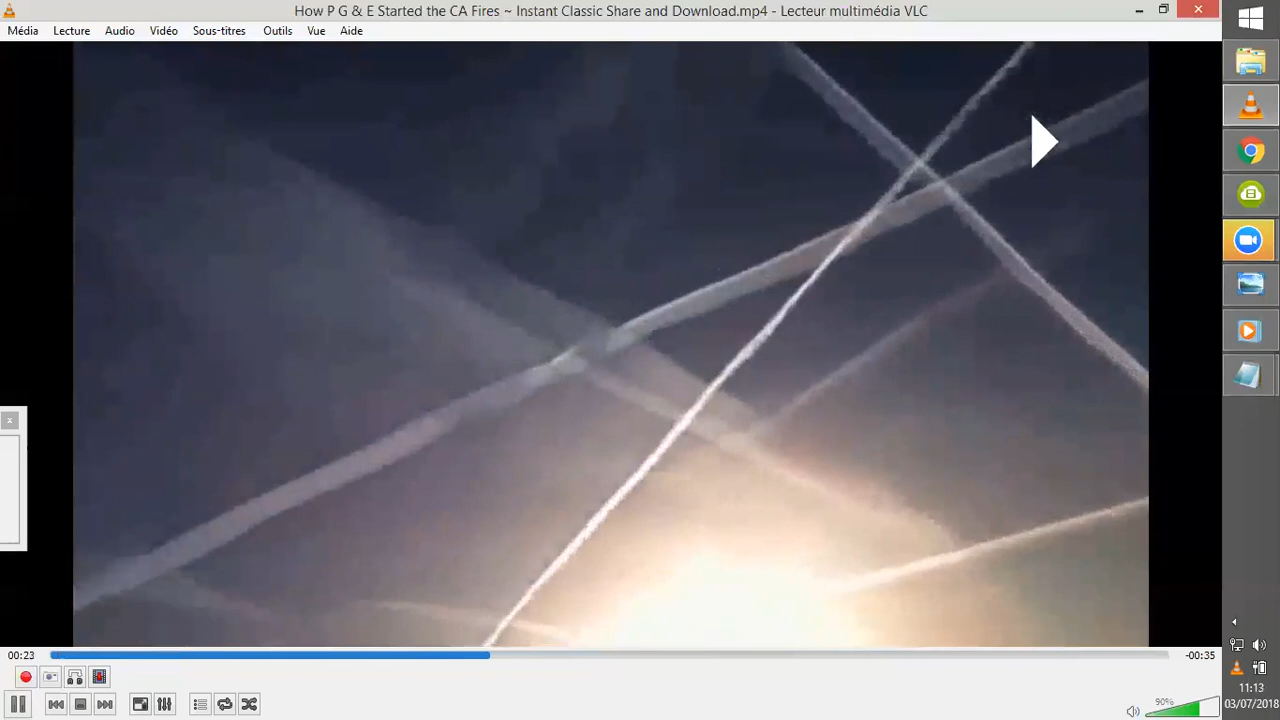 How P G & E Started the CA Fires ~ Instant Classic Share and Download.mp4 - Lecteur multimédia VLC
Média Lecture Audio Vidéo Sous-titres Outils Vue Aide
00:23 -00:35
90%
11:13
03/07/2018